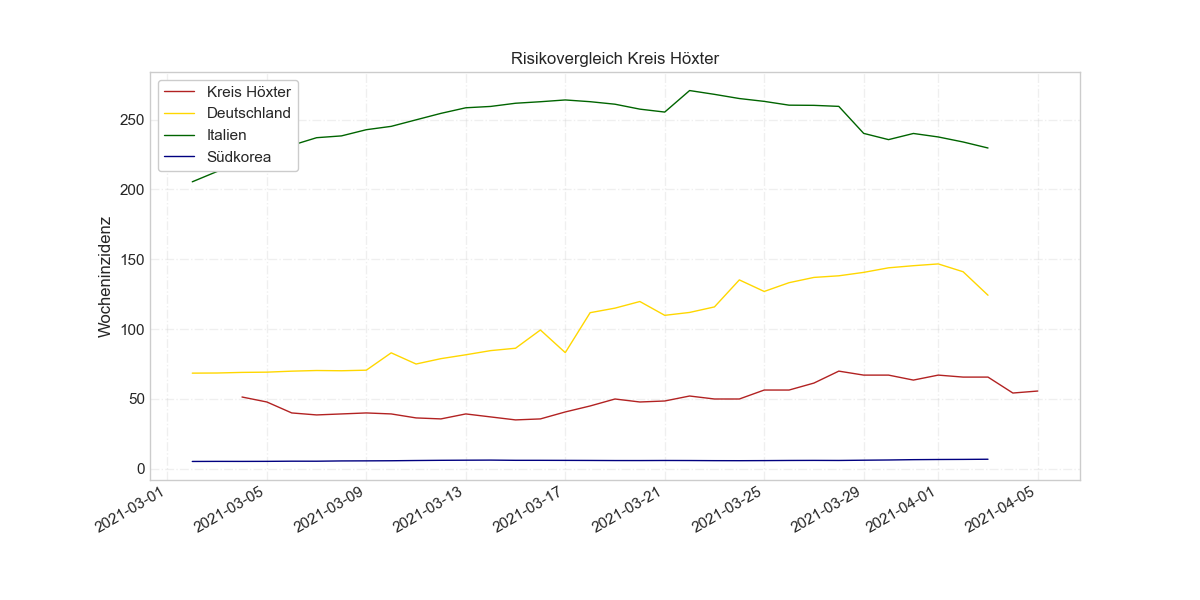 Risikovergleich Kreis Höxter
Kreis Höxter
Deutschland
Italien
Südkorea
Wocheninzidenz
250
200
150
100
50
0
2021-03-01
2021-03-05
2021-03-09
2021-03-13
2021-03-17
2021-03-21
2021-03-25
2021-03-29
2021-04-01
2021-04-05